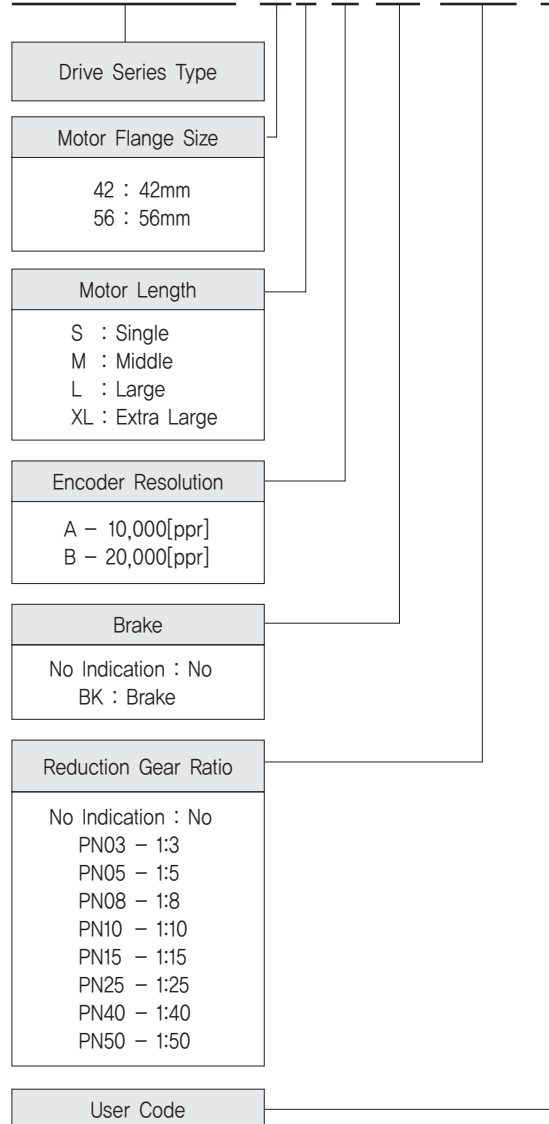 Drive Series Type
Motor Flange Size
42 : 42mm
56 : 56mm
Motor Length
S : Single
M : Middle
L : Large
XL : Extra Large
Encoder Resolution
A – 10,000[ppr]
B – 20,000[ppr]
Brake
No Indication : No
BK : Brake
Reduction Gear Ratio
No Indication : No
PN03 – 1:3
PN05 – 1:5
PN08 – 1:8
PN10 – 1:10
PN15 – 1:15
PN25 – 1:25
PN40 – 1:40
PN50 – 1:50
User Code